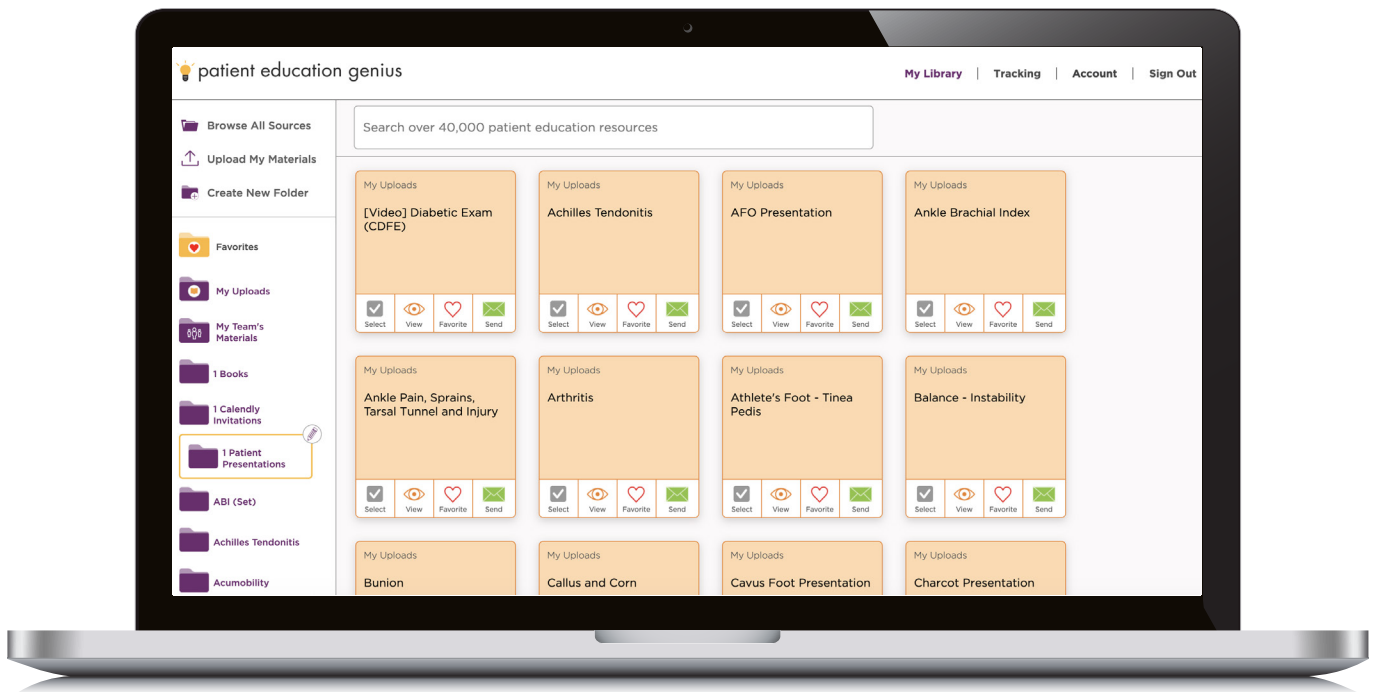 patient education genius
My Library | Tracking | Account | Sign Out
Browse All Sources
Upload My Materials
Create New Folder
Favorites
My Uploads
My Team's
Materials
1 Books
1 Calendly
Invitations
1 Patient
Presentations
ABI (Set)
Achilles Tendonitis
Acumobility
Search over 40,000 patient education resources
My Uploads
[Video] Diabetic Exam
(CDFE)
Select View Favorite Send
My Uploads
Achilles Tendonitis
Select View Favorite Send
My Uploads
AFO Presentation
Select View Favorite Send
My Uploads
Ankle Brachial Index
Select View Favorite Send
My Uploads
Ankle Pain, Sprains,
Tarsal Tunnel and Injury
Select View Favorite Send
My Uploads
Arthritis
Select View Favorite Send
My Uploads
Athlete's Foot - Tinea
Pedis
Select View Favorite Send
My Uploads
Balance - Instability
Select View Favorite Send
My Uploads
Bunion
My Uploads
Callus and Corn
My Uploads
Cavus Foot Presentation
My Uploads
Charcot Presentation